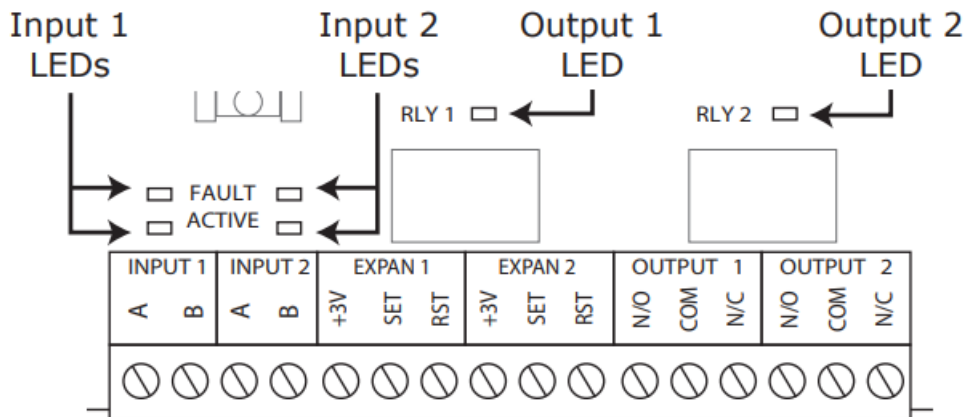 Input 1
LEDs
Input 2
LEDs
Output 1
LED
Output 2
LED
RLY 1
RLY 2
FAULT
ACTIVE
INPUT 1
INPUT 2
EXPAN 1
EXPAN 2
OUTPUT 1
OUTPUT 2
A B A B +3V SET RST +3V SET RST N/O COM N/C N/O COM N/C